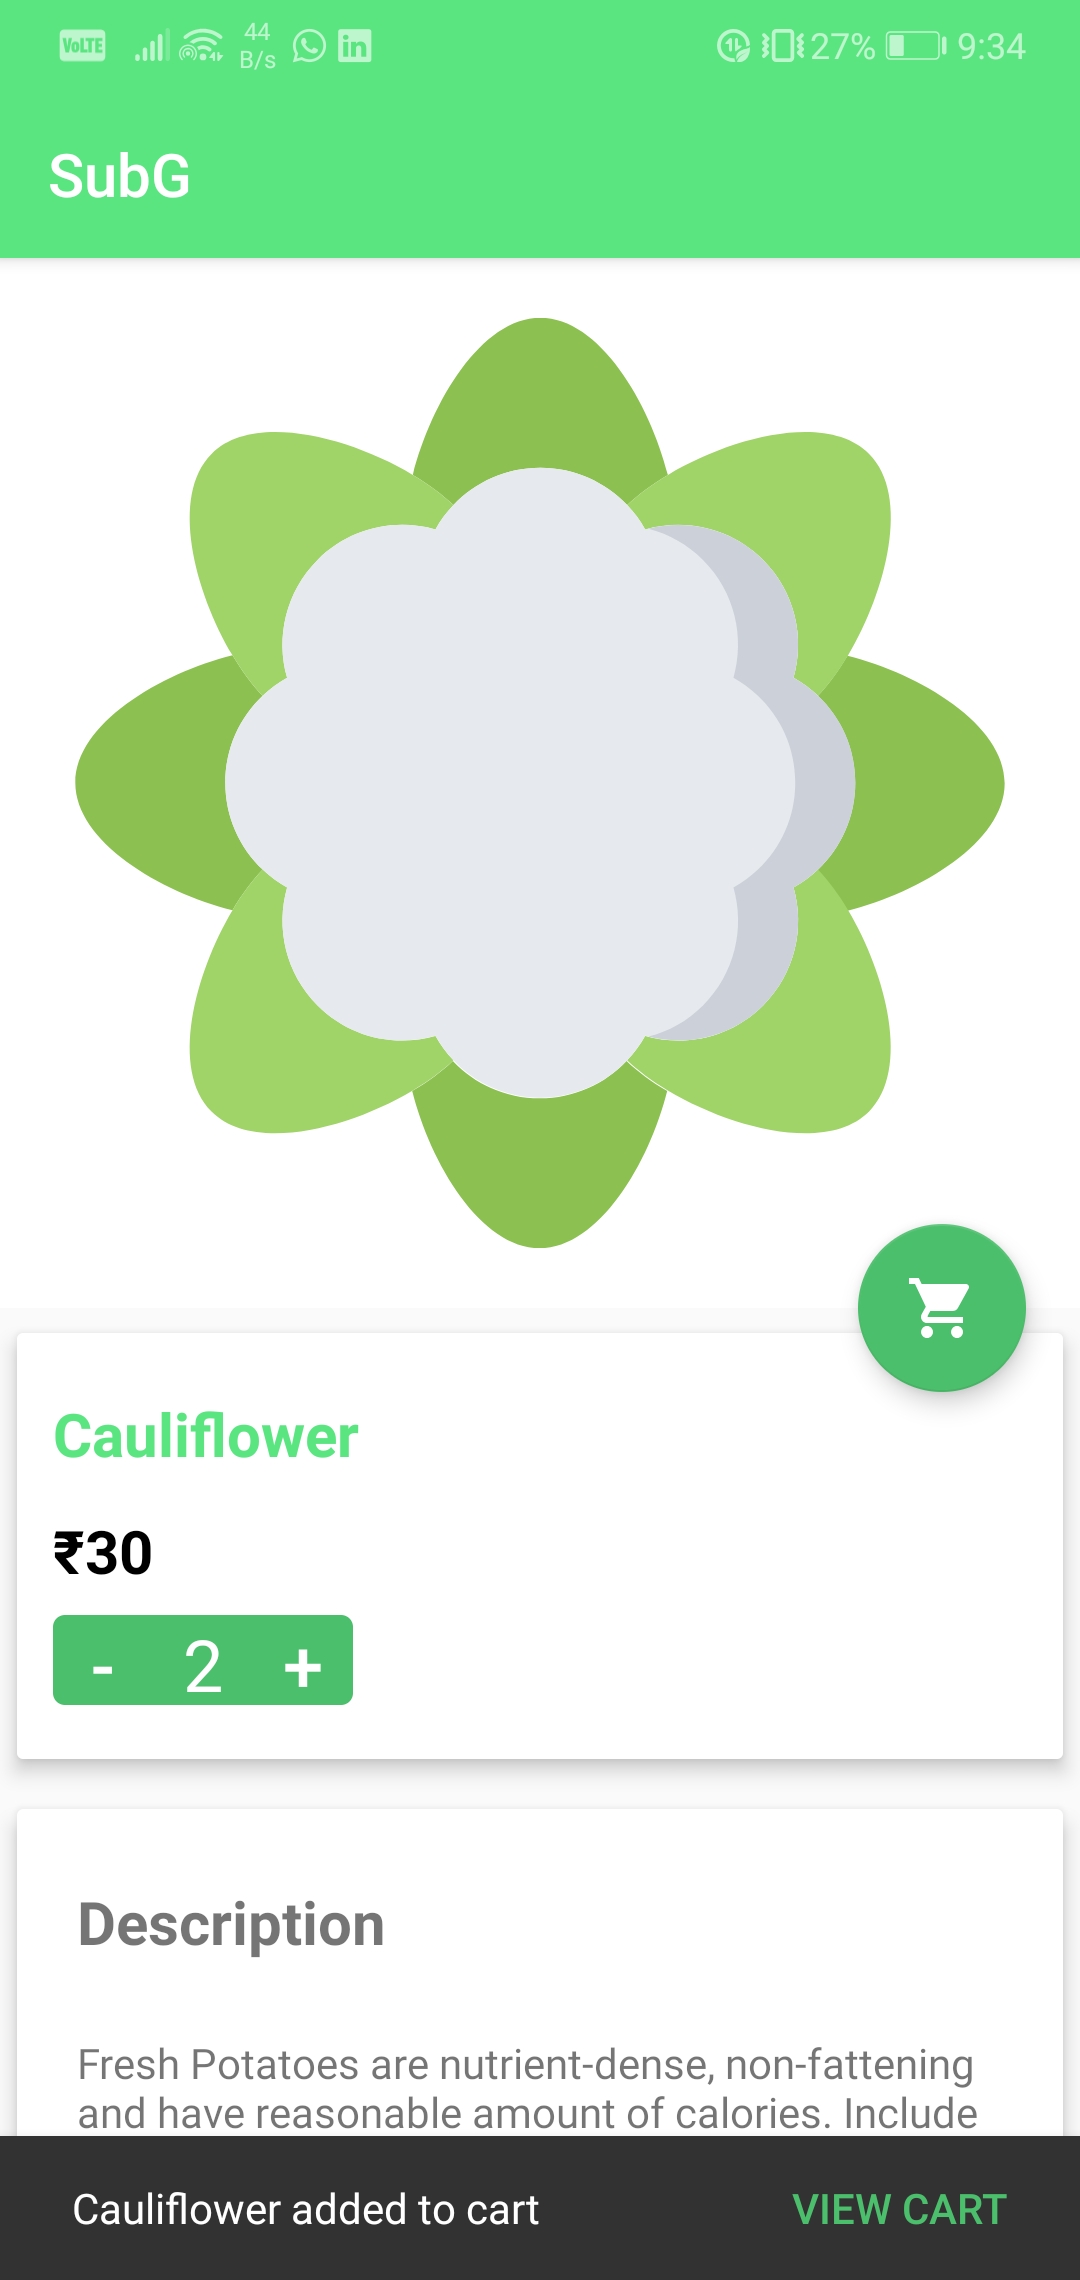 VoLTE 44 B/s in 27% 9:34
SubG
Cauliflower
₹30
- 2 +
Description
Fresh Potatoes are nutrient-dense, non-fattening
and have reasonable amount of calories. Include
Cauliflower added to cart VIEW CART